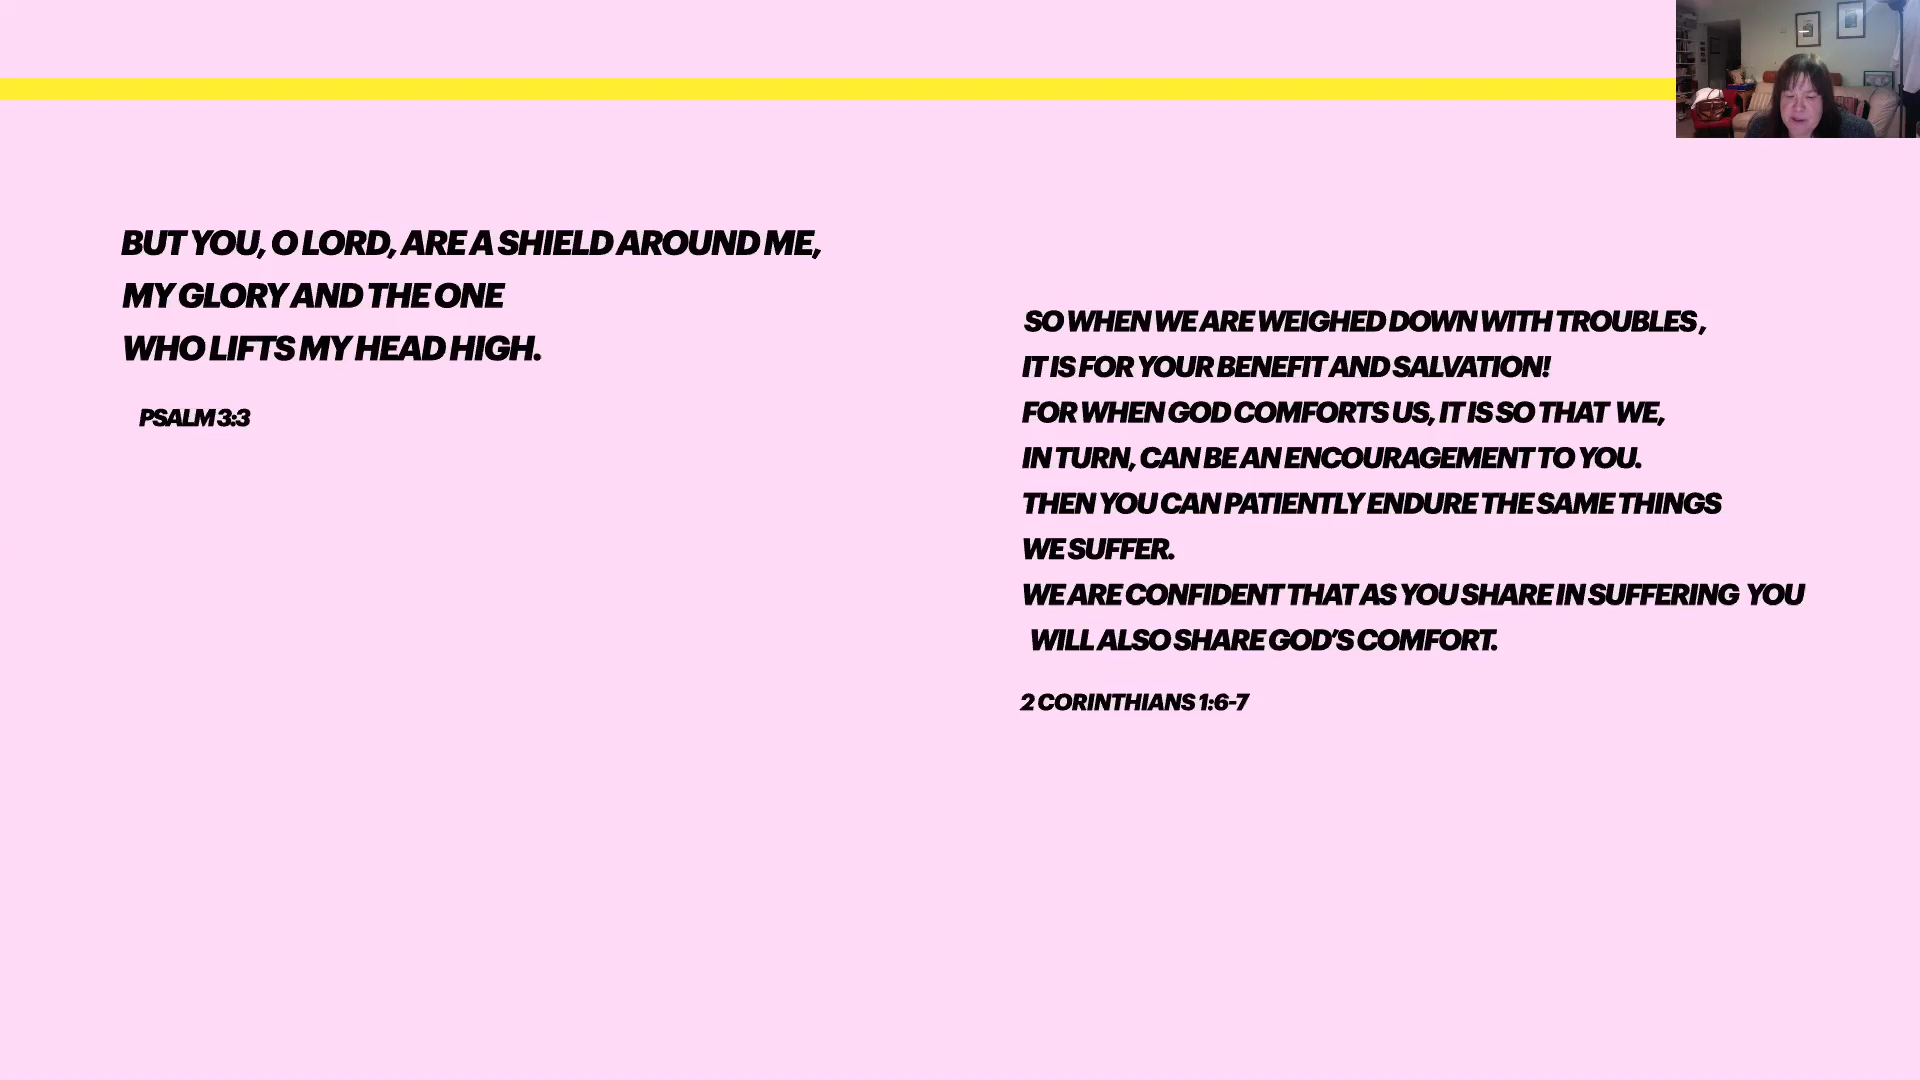 BUT YOU, O LORD, ARE A SHIELD AROUND ME,
MY GLORY AND THE ONE
WHO LIFTS MY HEAD HIGH.
PSALM 3:3
SO WHEN WE ARE WEIGHED DOWN WITH TROUBLES ,
IT IS FOR YOUR BENEFIT AND SALVATION!
FOR WHEN GOD COMFORTS US, IT IS SO THAT WE,
IN TURN, CAN BE AN ENCOURAGEMENT TO YOU.
THEN YOU CAN PATIENTLY ENDURE THE SAME THINGS
WE SUFFER.
WE ARE CONFIDENT THAT AS YOU SHARE IN SUFFERING YOU
WILL ALSO SHARE GOD’S COMFORT.
2 CORINTHIANS 1:6-7